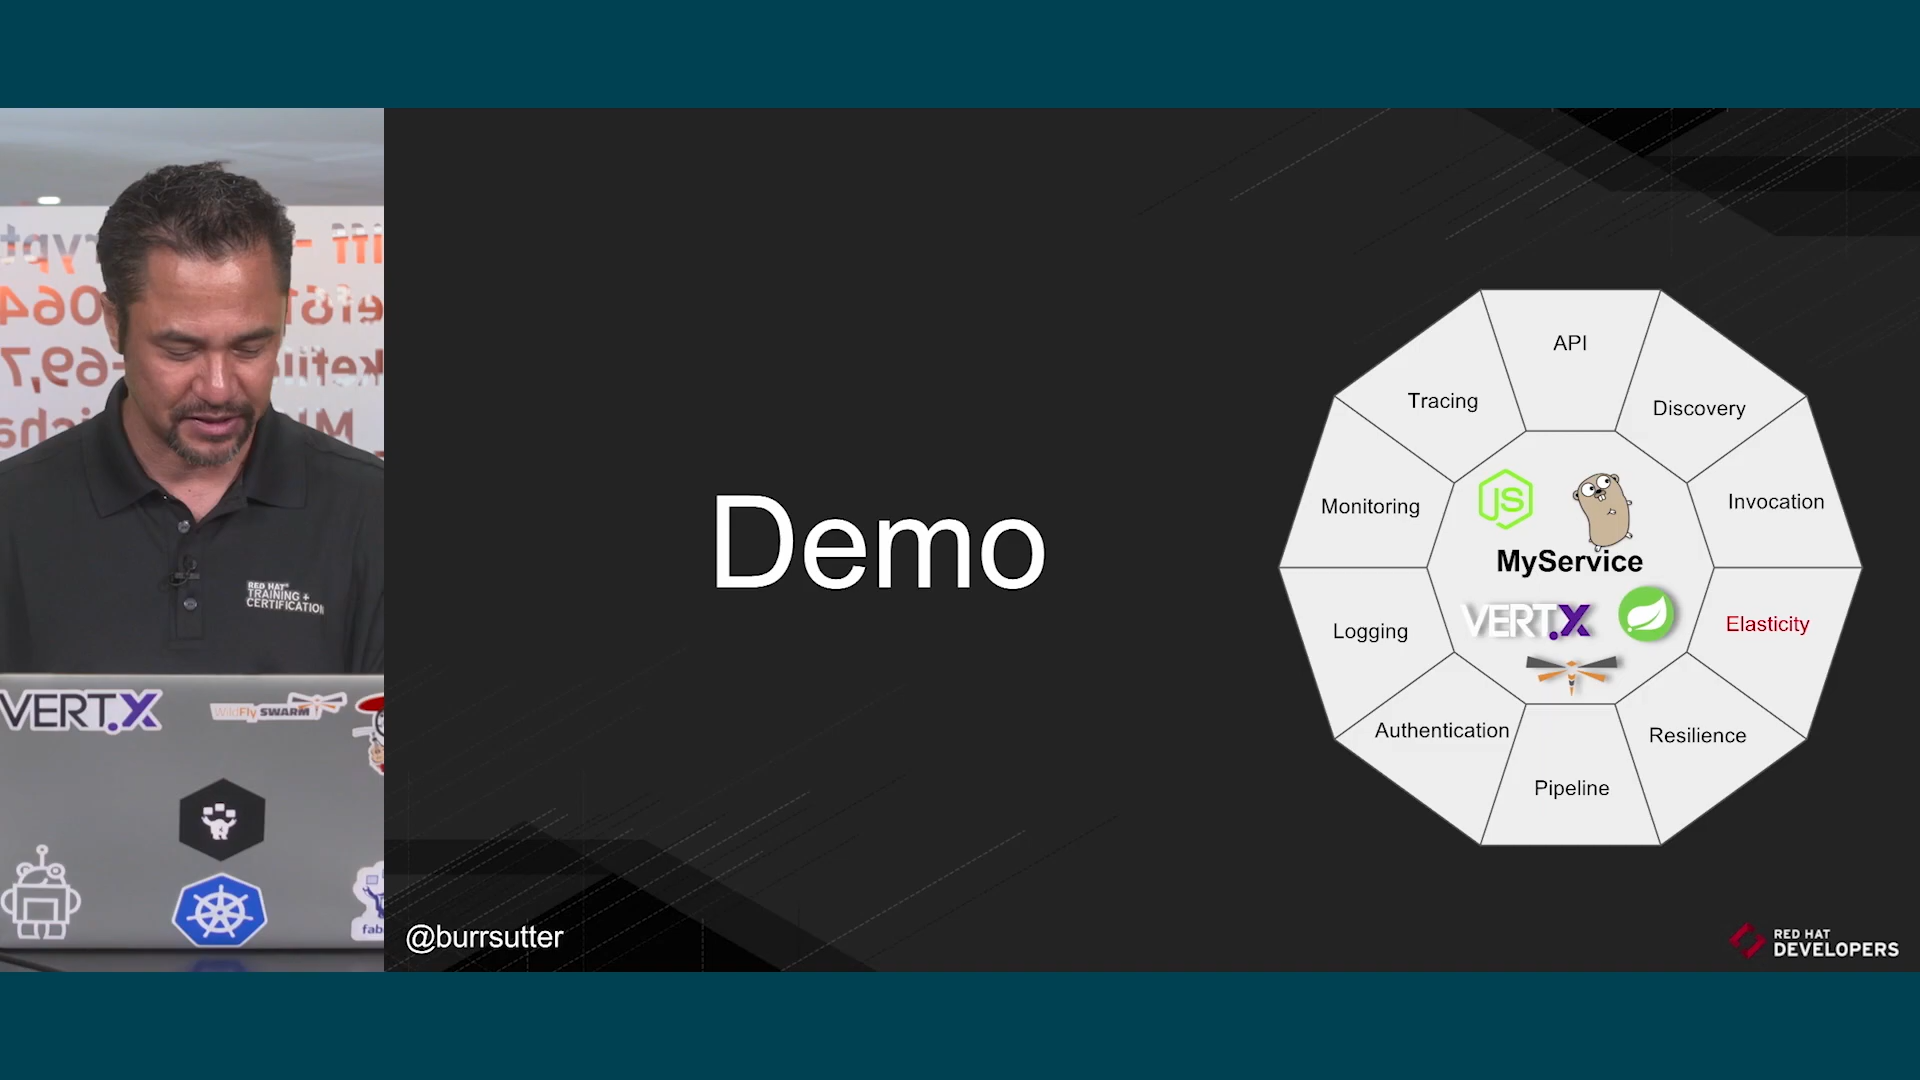 RED HAT
TRAINING +
CERTIFICATION
VERT.X
WildFly SWARM
Demo
API
Tracing
Discovery
Monitoring
Invocation
JS
MyService
VERT.X
Logging
Elasticity
Authentication
Resilience
Pipeline
@burrsutter
RED HAT
DEVELOPERS